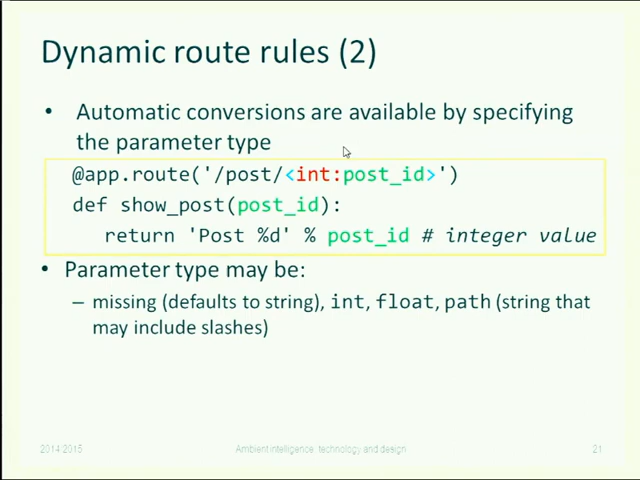 Dynamic route rules (2)
• Automatic conversions are available by specifying
the parameter type
@app.route('/post/<int:post_id>')
def show_post(post_id):
return 'Post %d' % post_id # integer value
• Parameter type may be:
– missing (defaults to string), int, float, path (string that
may include slashes)
2014/2015
Ambient intelligence: technology and design
21